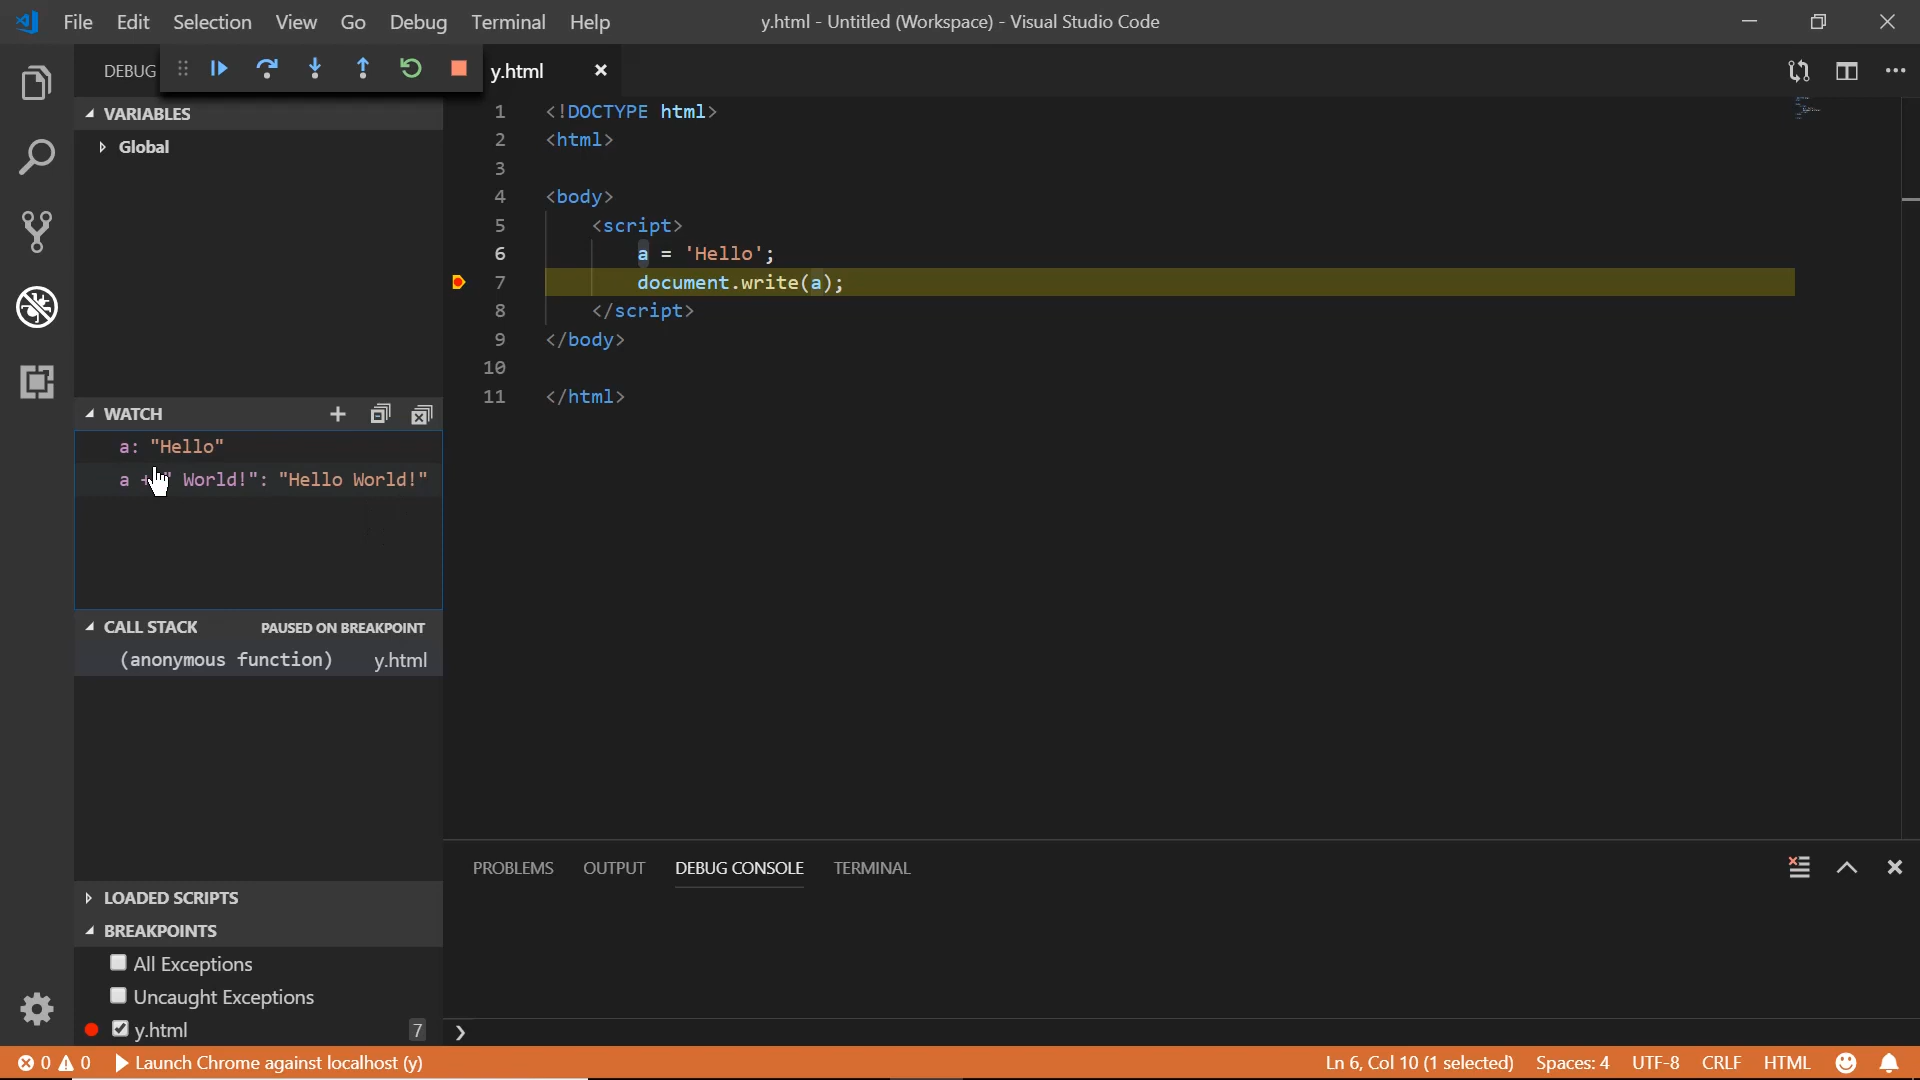 File Edit Selection View Go Debug Terminal Help y.html - Untitled (Workspace) - Visual Studio Code
DEBUG y.html
VARIABLES
Global
WATCH
a: "Hello"
a + " World!": "Hello World!"
CALL STACK PAUSED ON BREAKPOINT
(anonymous function) y.html
LOADED SCRIPTS
BREAKPOINTS
All Exceptions
Uncaught Exceptions
y.html 7
1 <!DOCTYPE html>
2 <html>
3
4 <body>
5 <script>
6 a = 'Hello';
7 document.write(a);
8 </script>
9 </body>
10
11 </html>
PROBLEMS OUTPUT DEBUG CONSOLE TERMINAL
0 0 Launch Chrome against localhost (y) Ln 6, Col 10 (1 selected) Spaces: 4 UTF-8 CRLF HTML